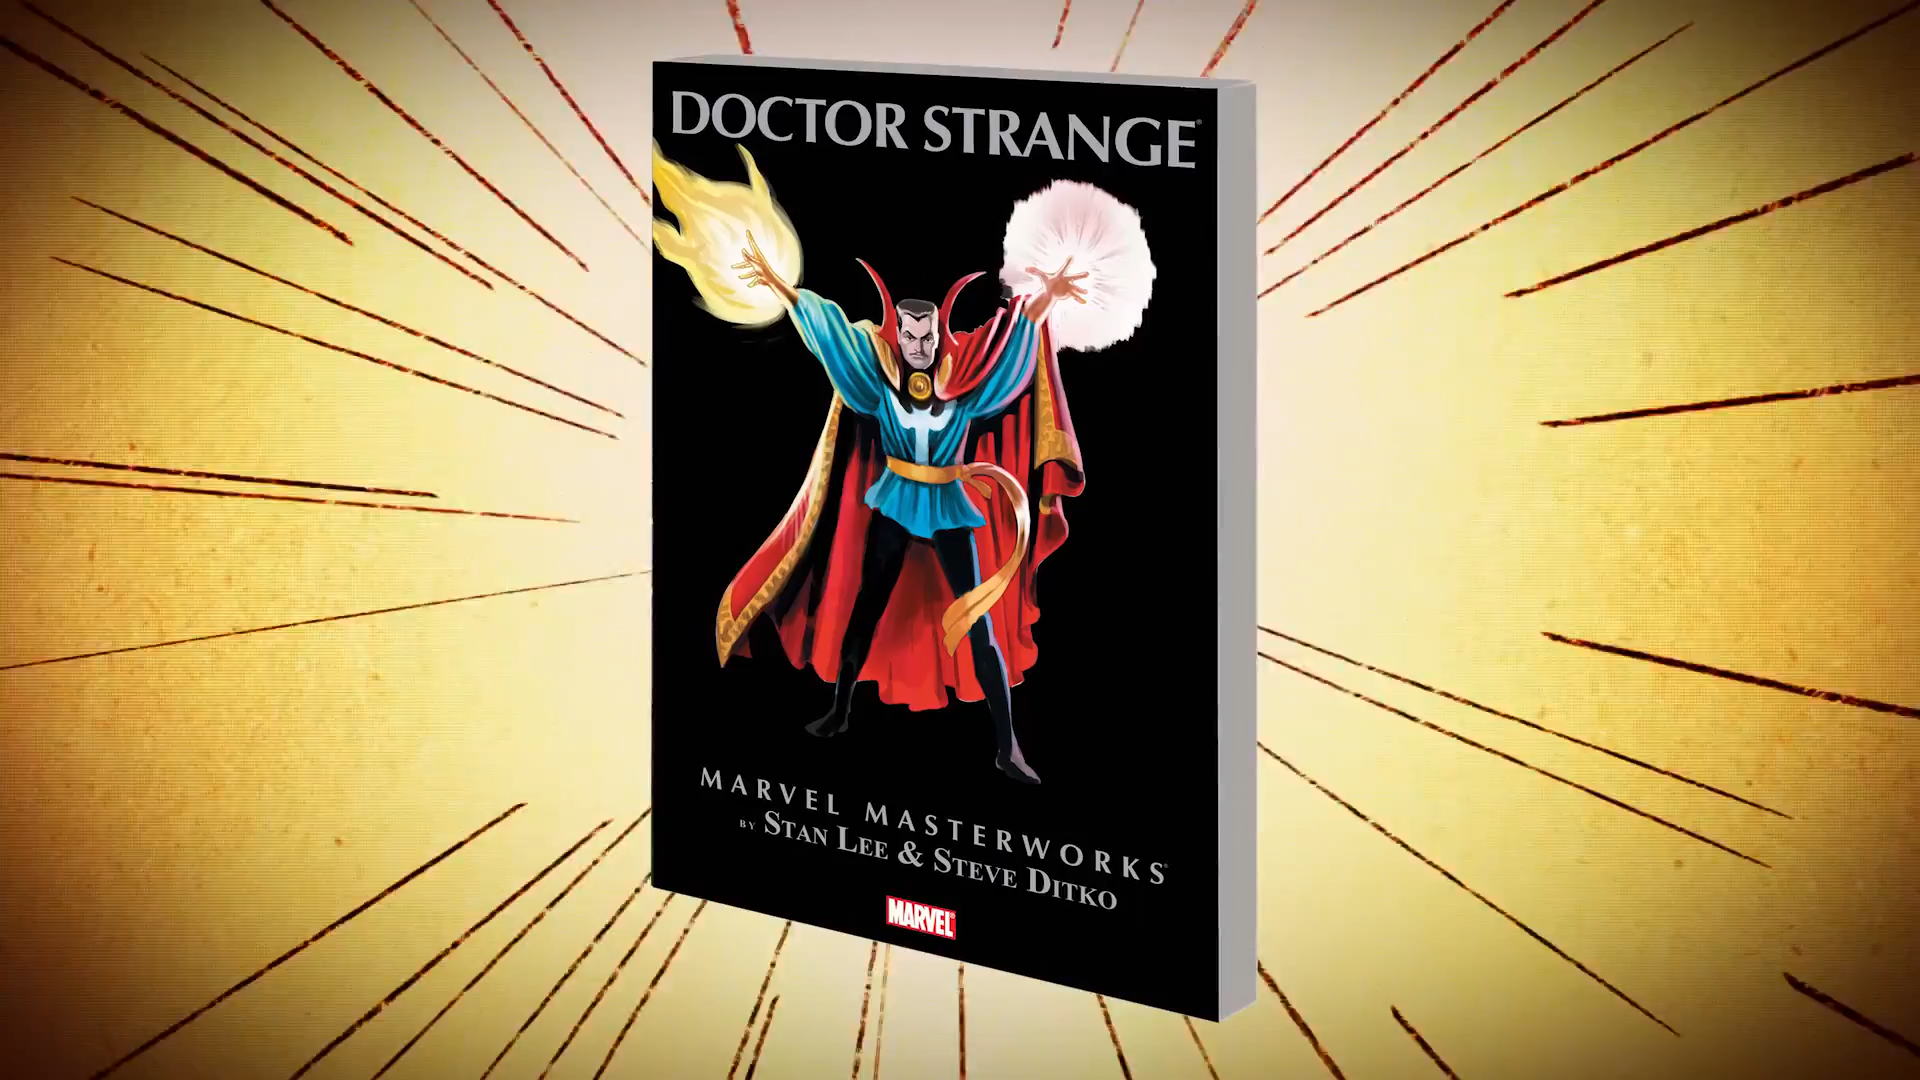 DOCTOR STRANGE®
MARVEL MASTERWORKS®
BY STAN LEE & STEVE DITKO
MARVEL®